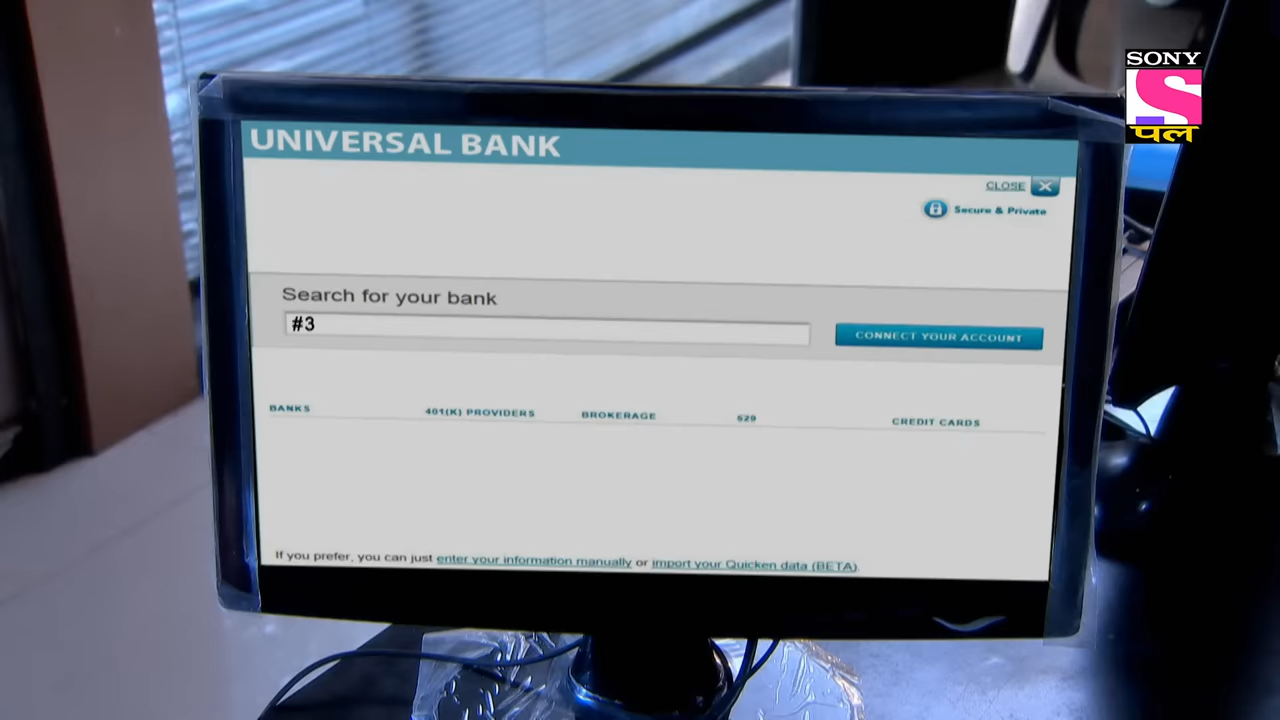 SONY
S
पल
UNIVERSAL BANK
CLOSE X
Secure & Private
Search for your bank
#3
CONNECT YOUR ACCOUNT
BANKS 401(K) PROVIDERS BROKERAGE 529 CREDIT CARDS
If you prefer, you can just enter your information manually or import your Quicken data (BETA).